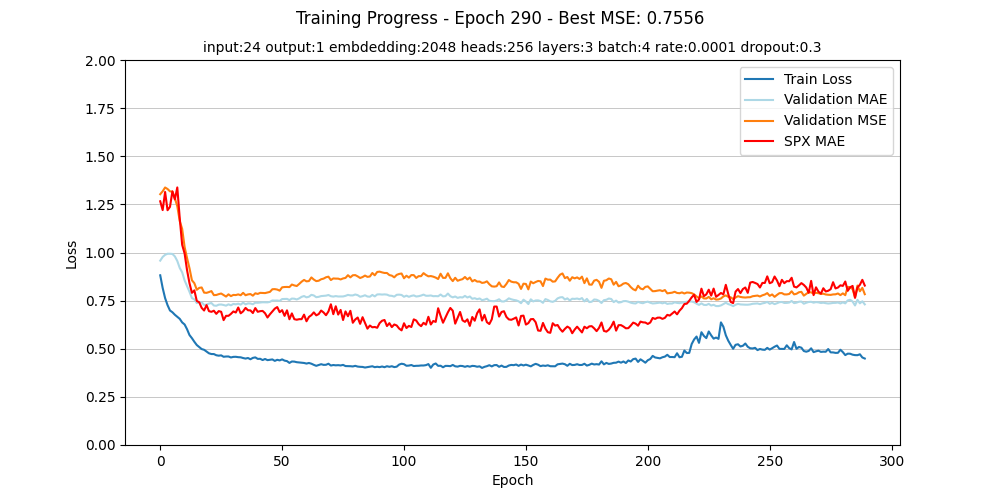 Training Progress - Epoch 290 - Best MSE: 0.7556
input:24 output:1 embdedding:2048 heads:256 layers:3 batch:4 rate:0.0001 dropout:0.3
2.00
1.75
1.50
1.25
1.00
0.75
0.50
0.25
0.00
Loss
Train Loss
Validation MAE
Validation MSE
SPX MAE
0 50 100 150 200 250 300
Epoch